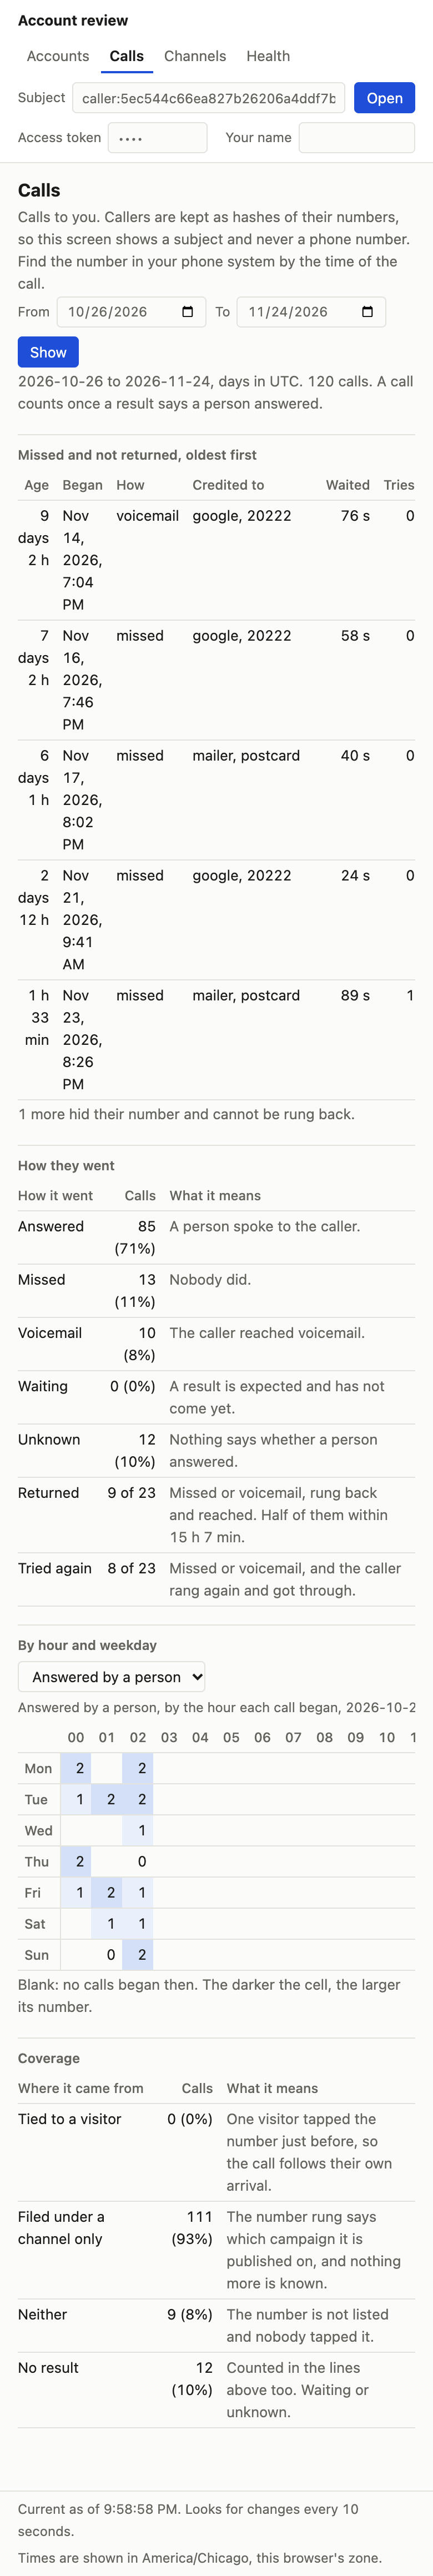 Account review
Accounts Calls Channels Health
Subject caller:5ec544c66ea827b26206a4ddf7b Open
Access token •••• Your name
Calls
Calls to you. Callers are kept as hashes of their numbers,
so this screen shows a subject and never a phone number.
Find the number in your phone system by the time of the
call.
From 10/26/2026 To 11/24/2026
Show
2026-10-26 to 2026-11-24, days in UTC. 120 calls. A call
counts once a result says a person answered.
Missed and not returned, oldest first
Age Began How Credited to Waited Tries
9 Nov voicemail google, 20222 76 s 0
days 14,
2 h 2026,
7:04
PM
7 Nov missed google, 20222 58 s 0
days 16,
2 h 2026,
7:46
PM
6 Nov missed mailer, postcard 40 s 0
days 17,
1 h 2026,
8:02
PM
2 Nov missed google, 20222 24 s 0
days 21,
12 h 2026,
9:41
AM
1 h Nov missed mailer, postcard 89 s 1
33 23,
min 2026,
8:26
PM
1 more hid their number and cannot be rung back.
How they went
How it went Calls What it means
Answered 85 A person spoke to the caller.
(71%)
Missed 13 Nobody did.
(11%)
Voicemail 10 The caller reached voicemail.
(8%)
Waiting 0 (0%) A result is expected and has not
come yet.
Unknown 12 Nothing says whether a person
(10%) answered.
Returned 9 of 23 Missed or voicemail, rung back
and reached. Half of them within
15 h 7 min.
Tried again 8 of 23 Missed or voicemail, and the caller
rang again and got through.
By hour and weekday
Answered by a person
Answered by a person, by the hour each call began, 2026-10-2
00 01 02 03 04 05 06 07 08 09 10 1
Mon 2 2
Tue 1 2 2
Wed 1
Thu 2 0
Fri 1 2 1
Sat 1 1
Sun 0 2
Blank: no calls began then. The darker the cell, the larger
its number.
Coverage
Where it came from Calls What it means
Tied to a visitor 0 (0%) One visitor tapped the
number just before, so
the call follows their own
arrival.
Filed under a 111 The number rung says
channel only (93%) which campaign it is
published on, and nothing
more is known.
Neither 9 (8%) The number is not listed
and nobody tapped it.
No result 12 Counted in the lines
(10%) above too. Waiting or
unknown.
Current as of 9:58:58 PM. Looks for changes every 10
seconds.
Times are shown in America/Chicago, this browser's zone.